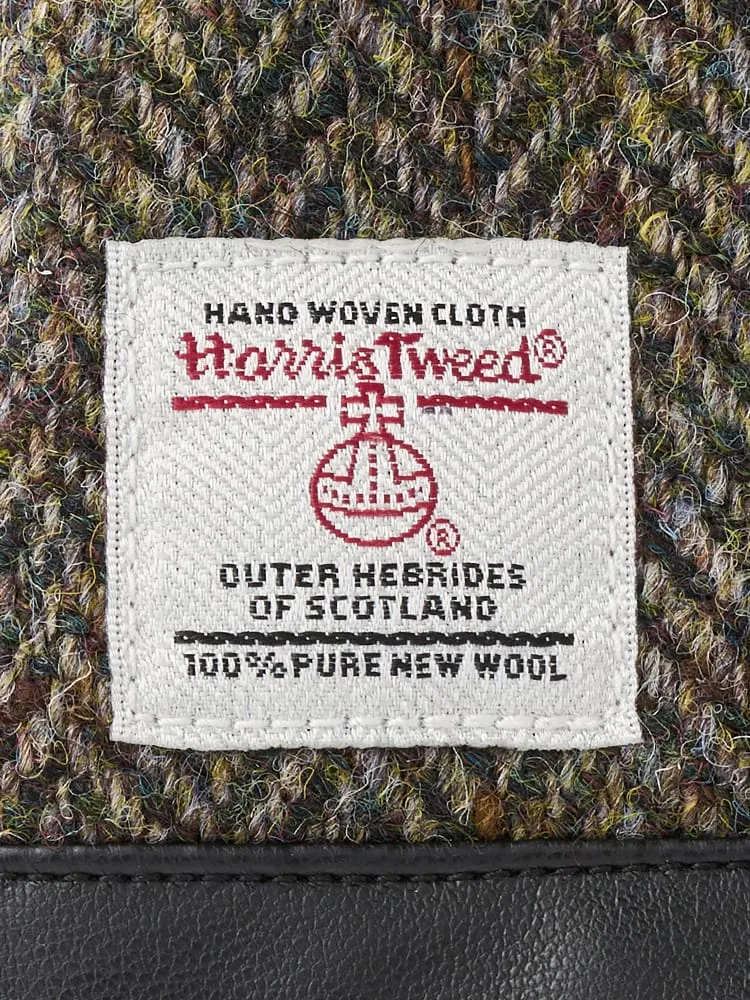 HAND WOVEN CLOTH
Harris Tweed®
®
OUTER HEBRIDES
OF SCOTLAND
100% PURE NEW WOOL